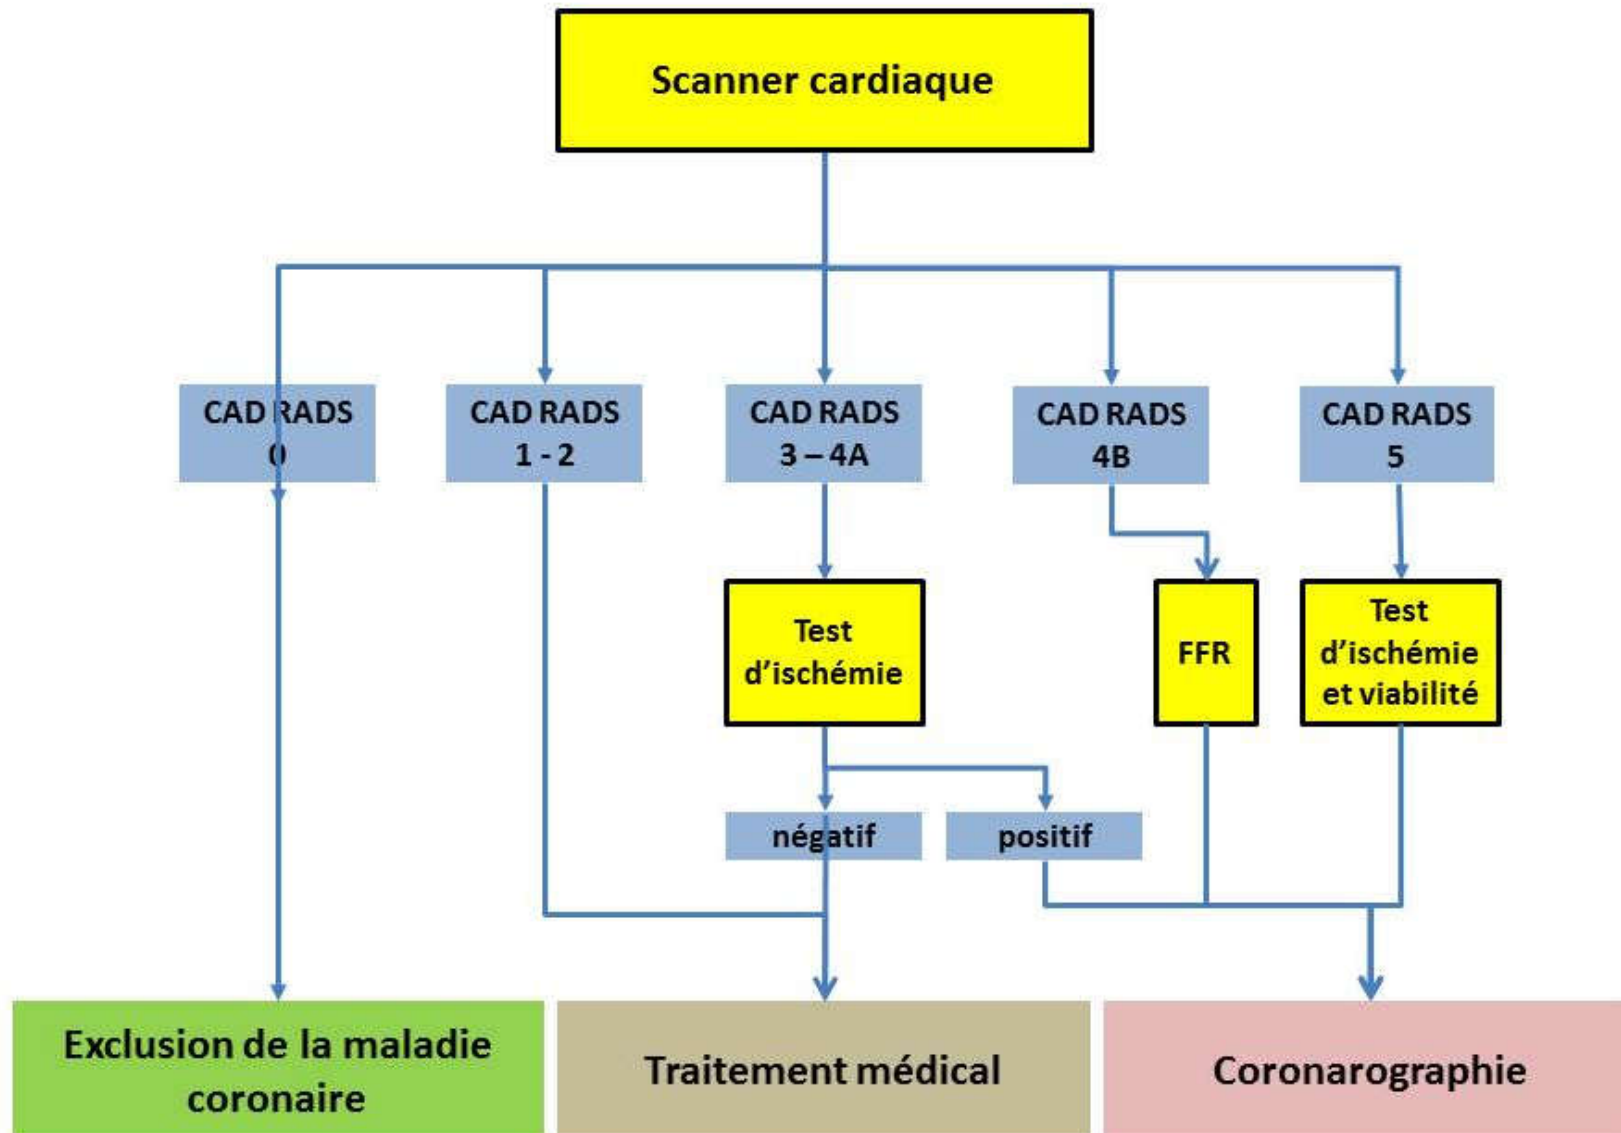 Scanner cardiaque
CAD RADS
0
CAD RADS
1 - 2
CAD RADS
3 – 4A
CAD RADS
4B
CAD RADS
5
Test
d’ischémie
FFR
Test
d’ischémie
et viabilité
négatif
positif
Exclusion de la maladie
coronaire
Traitement médical
Coronarographie